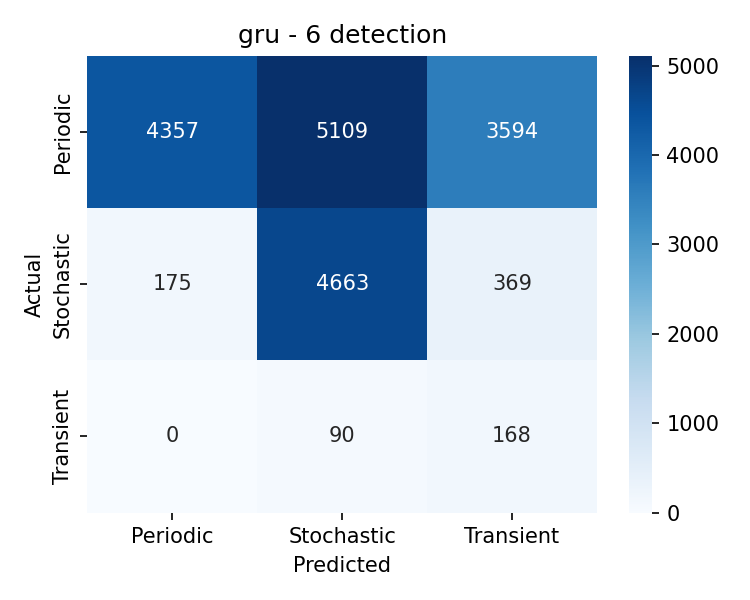 gru - 6 detection
Periodic
4357 5109 3594
Stochastic
175 4663 369
Transient
0 90 168
Actual
Periodic Stochastic Transient
Predicted
5000
4000
3000
2000
1000
0